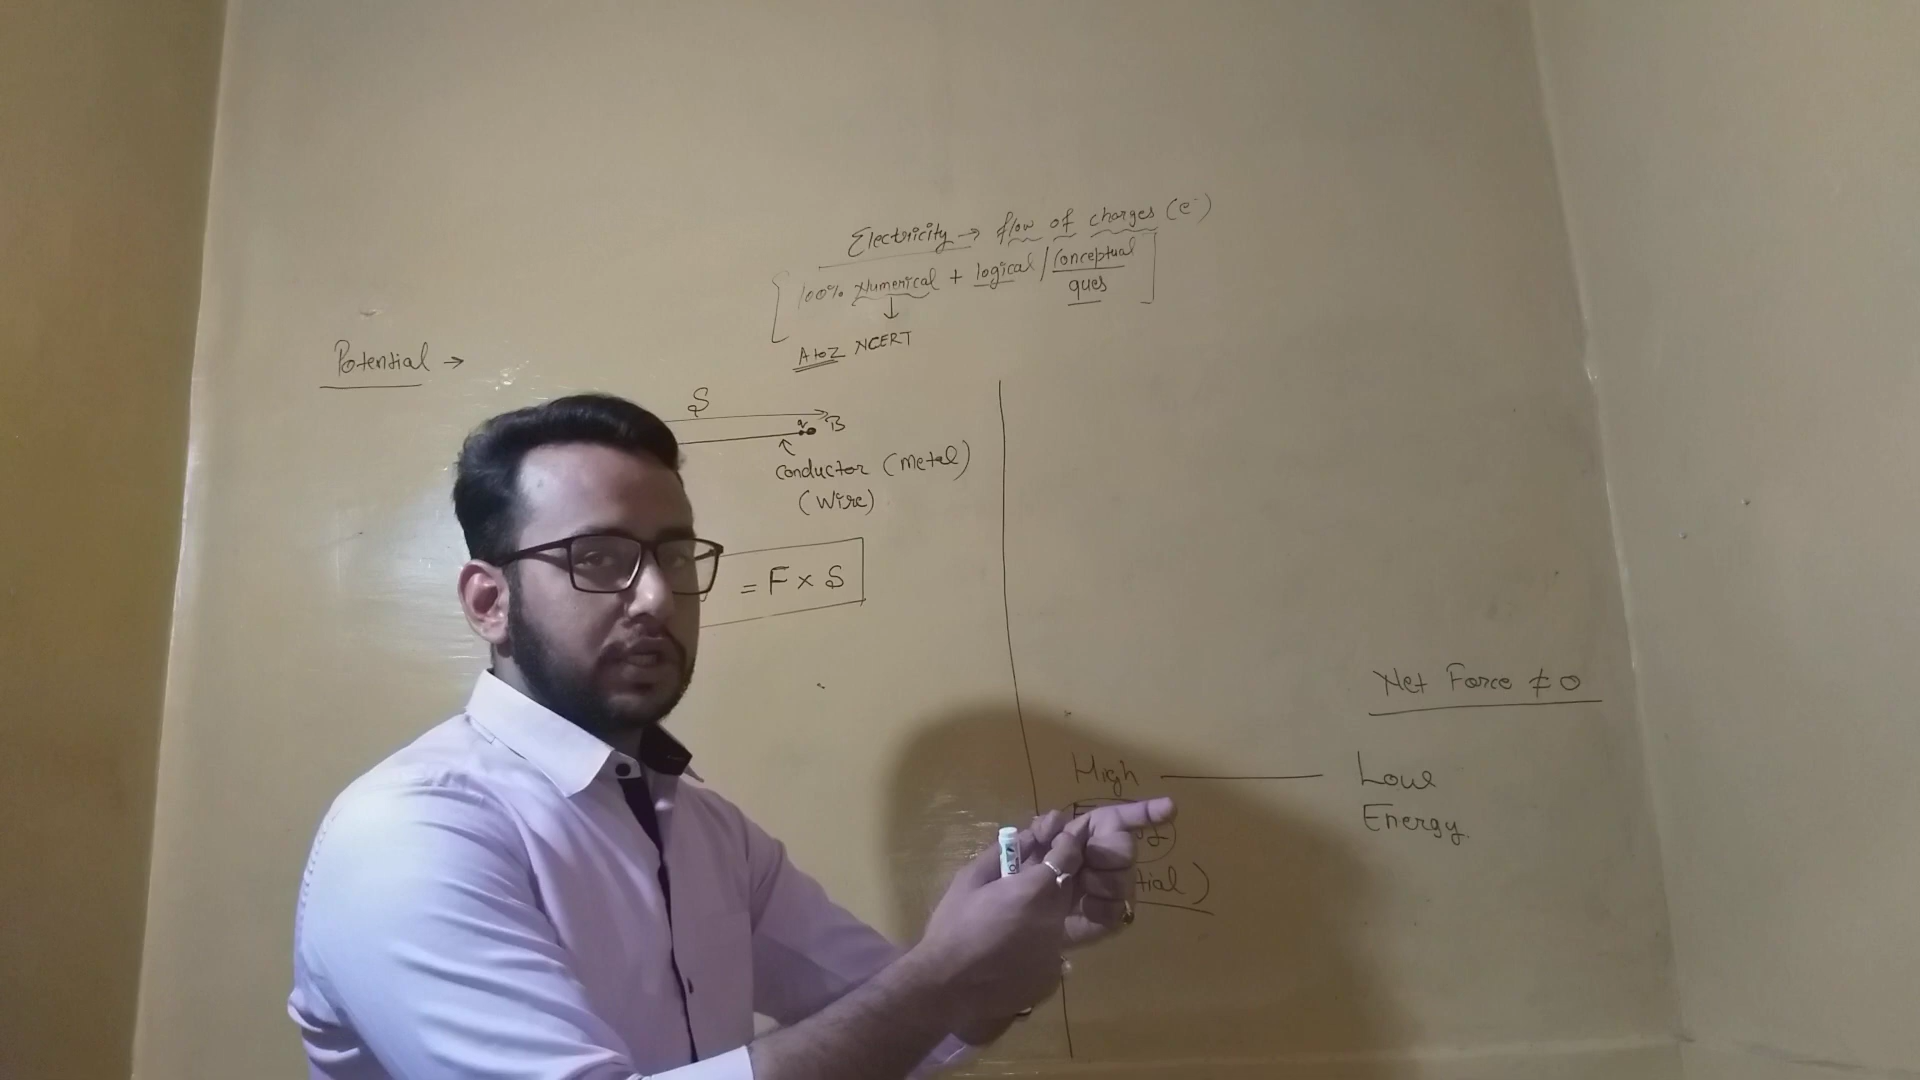 Electricity → flow of charges (e⁻)
[100% Numerical + logical / Conceptual
ques]
↓
A to Z NCERT
Potential →
S
q B
Conductor (Metal)
(Wire)
= F × S
Net Force ≠ 0
High — Low
Energy.
tial)